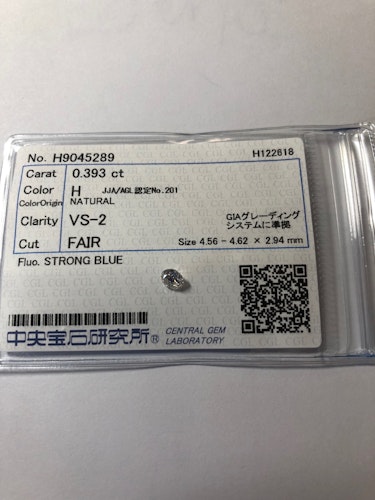 No. H9045289 H122618
Carat 0.393 ct
Color H JJA/AGL認定No.201
ColorOrigin NATURAL
Clarity VS-2 GIAグレーディング
システムに準拠
Cut FAIR Size 4.56 - 4.62 × 2.94 mm
Fluo. STRONG BLUE
中央宝石研究所® CENTRAL GEM
LABORATORY